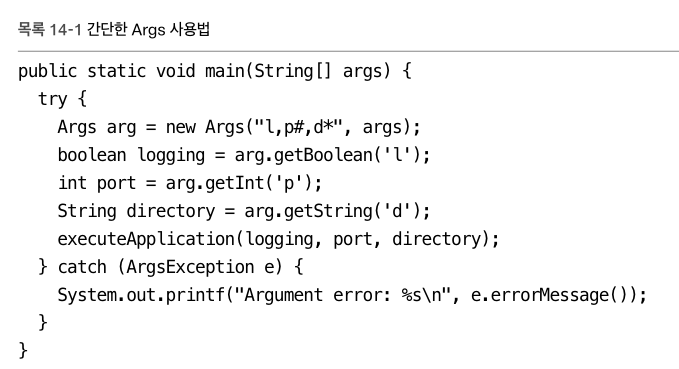 목록 14-1 간단한 Args 사용법
public static void main(String[] args) {
  try {
    Args arg = new Args("l,p#,d*", args);
    boolean logging = arg.getBoolean('l');
    int port = arg.getInt('p');
    String directory = arg.getString('d');
    executeApplication(logging, port, directory);
  } catch (ArgsException e) {
    System.out.printf("Argument error: %s\n", e.errorMessage());
  }
}